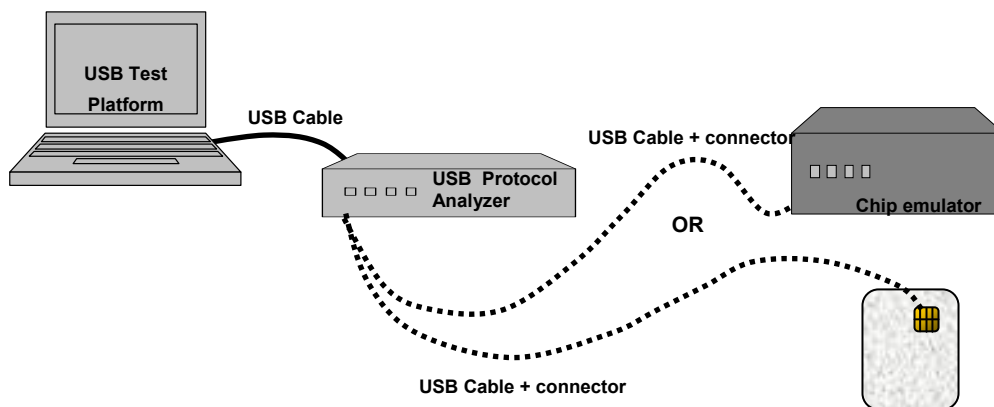 USB Test
Platform
USB Cable
USB Cable + connector
USB Protocol
Analyzer
Chip emulator
OR
USB Cable + connector